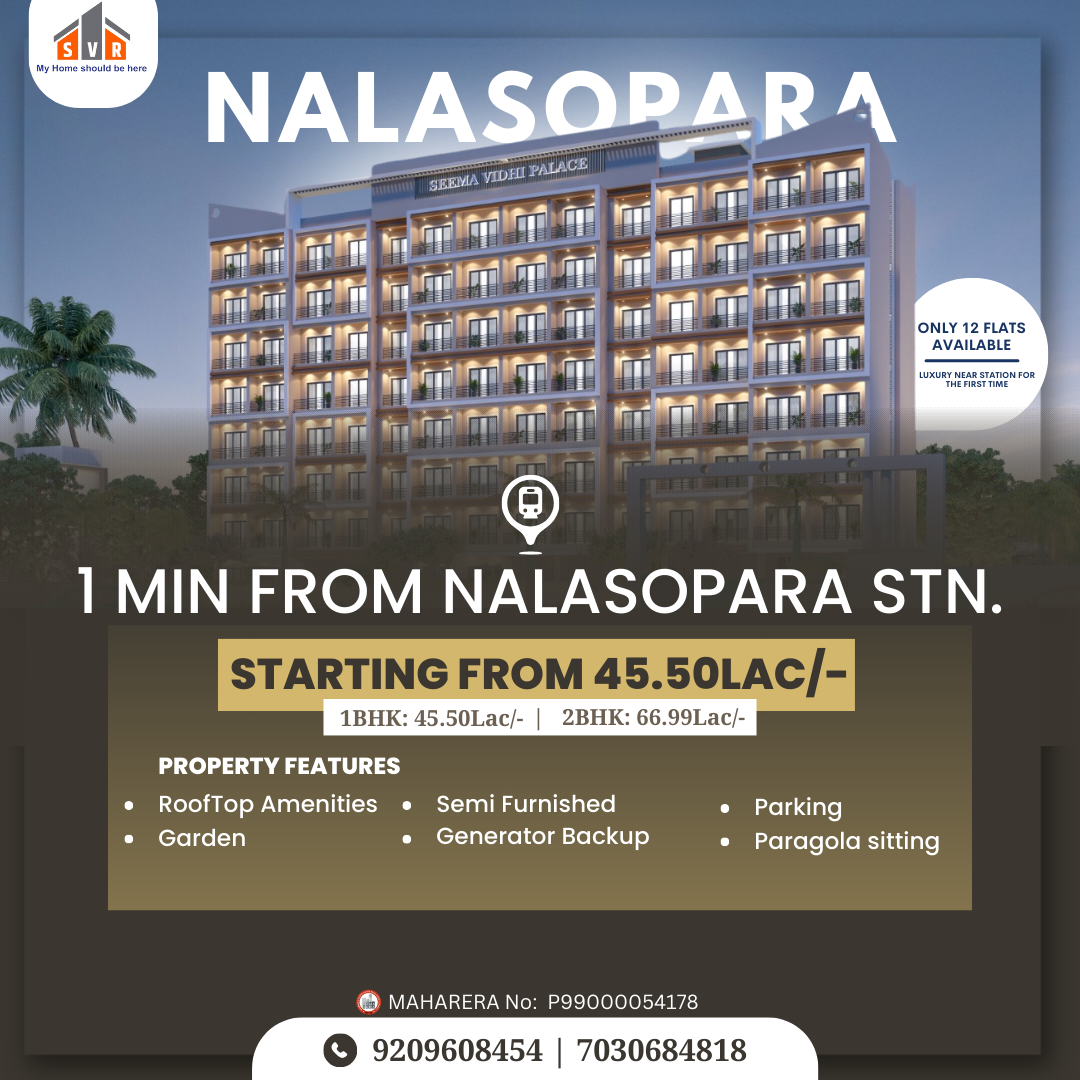 SVR
My Home should be here
NALASOPARA
SEEMA VIDHI PALACE
ONLY 12 FLATS
AVAILABLE
LUXURY NEAR STATION FOR
THE FIRST TIME
1 MIN FROM NALASOPARA STN.
STARTING FROM 45.50LAC/-
1BHK: 45.50Lac/- | 2BHK: 66.99Lac/-
PROPERTY FEATURES
• RoofTop Amenities
• Garden
• Semi Furnished
• Generator Backup
• Parking
• Paragola sitting
MAHARERA No: P99000054178
9209608454 | 7030684818